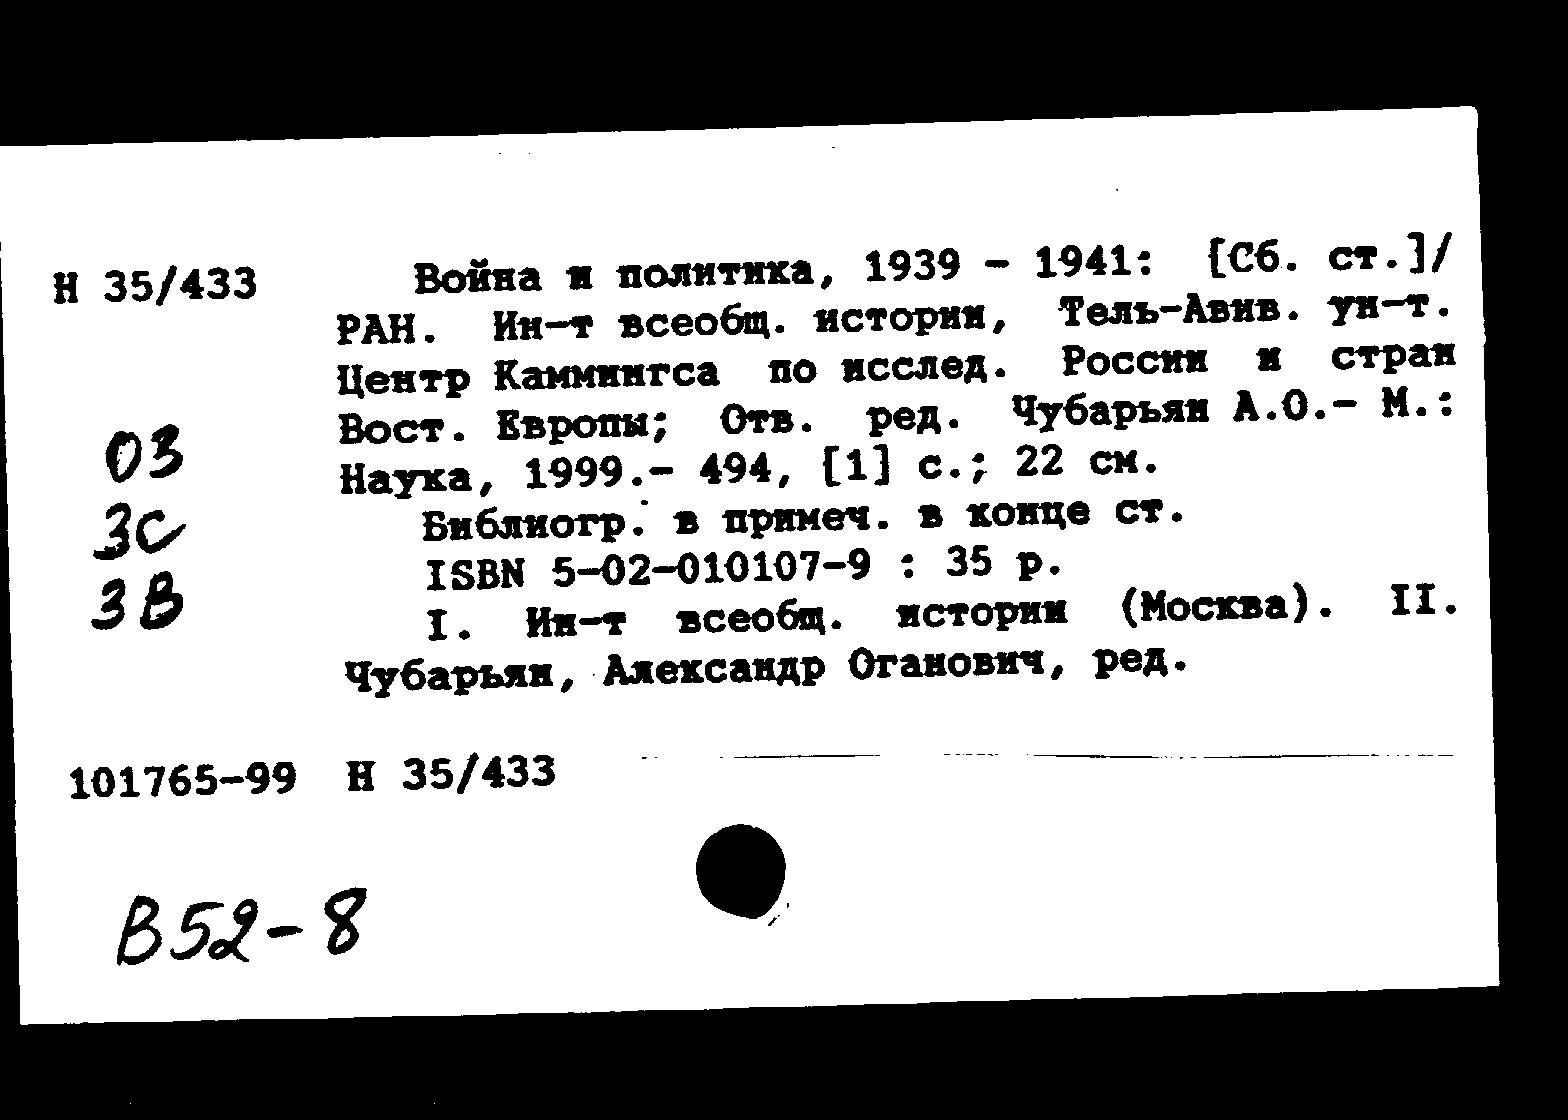 Н 35/433 Война и политика, 1939 - 1941: [Сб. ст.]/
РАН. Ин-т всеобщ. истории, Тель-Авив. ун-т.
Центр Каммингса по исслед. России и стран
Вост. Европы; Отв. ред. Чубарьян А.О.- М.:
Наука, 1999.- 494, [1] с.; 22 см.
Библиогр. в примеч. в конце ст.
ISBN 5-02-010107-9 : 35 р.
I. Ин-т всеобщ. истории (Москва). II.
Чубарьян, Александр Оганович, ред.
ОЗ
ЗС
ЗВ
101765-99 Н 35/433
В52-8